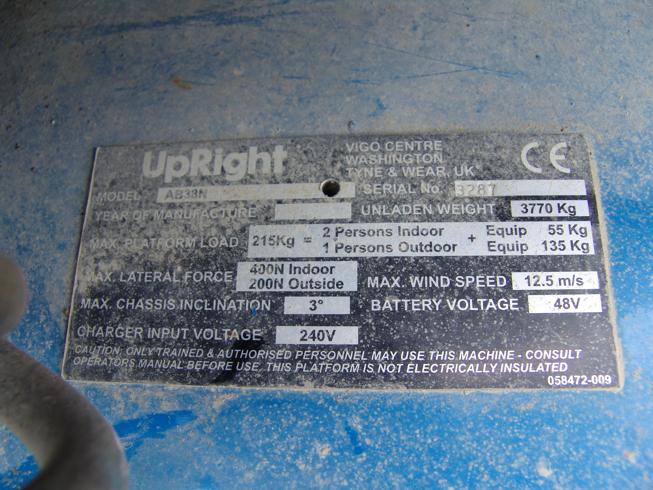 UpRight
VIGO CENTRE
WASHINGTON
TYNE & WEAR, UK
CE
MODEL AB38N
SERIAL No. 3287
YEAR OF MANUFACTURE
UNLADEN WEIGHT 3770 Kg
MAX. PLATFORM LOAD 215Kg = 2 Persons Indoor + Equip 55 Kg
1 Persons Outdoor Equip 135 Kg
MAX. LATERAL FORCE 400N Indoor
200N Outside
MAX. WIND SPEED 12.5 m/s
MAX. CHASSIS INCLINATION 3°
BATTERY VOLTAGE 48V
CHARGER INPUT VOLTAGE 240V
CAUTION: ONLY TRAINED & AUTHORISED PERSONNEL MAY USE THIS MACHINE - CONSULT
OPERATORS MANUAL BEFORE USE. THIS PLATFORM IS NOT ELECTRICALLY INSULATED
058472-009